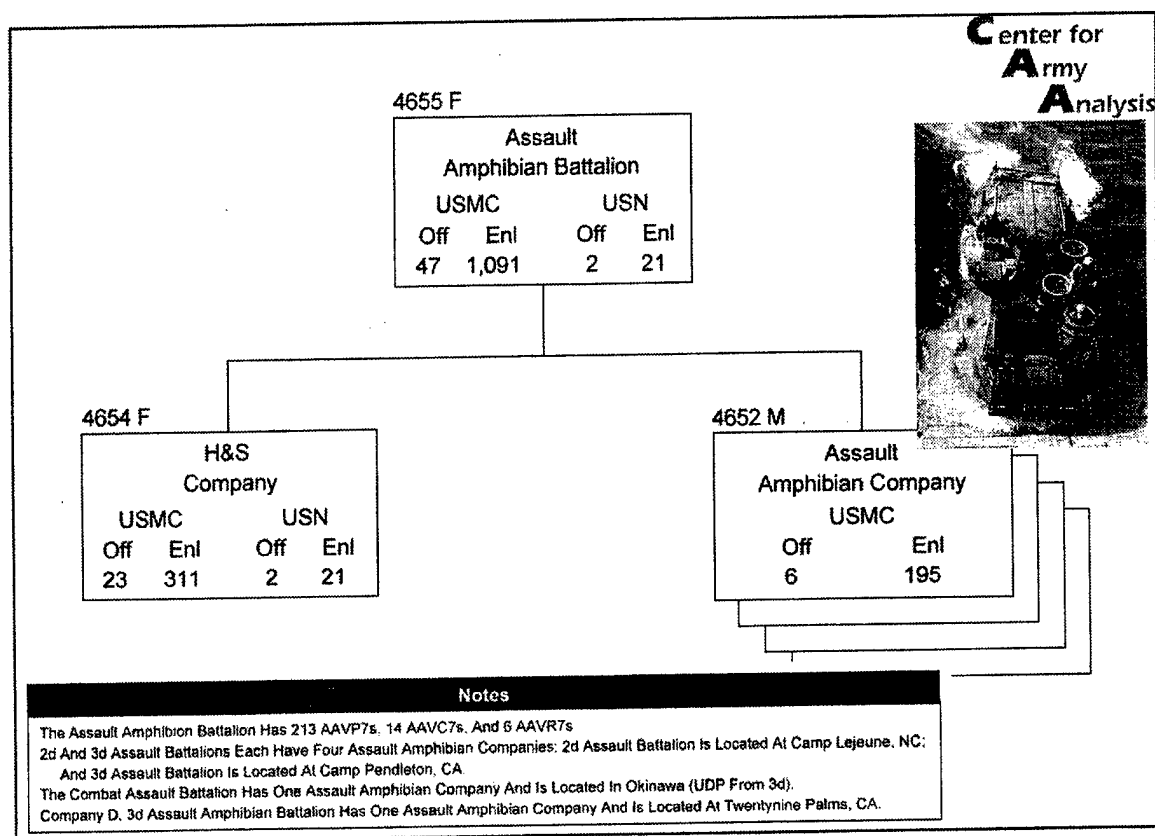 Center for
Army
Analysis
4655 F
Assault
Amphibian Battalion
USMC USN
Off Enl Off Enl
47 1,091 2 21
4654 F
H&S
Company
USMC USN
Off Enl Off Enl
23 311 2 21
4652 M
Assault
Amphibian Company
USMC
Off Enl
6 195
Notes
The Assault Amphibion Battalion Has 213 AAVP7s, 14 AAVC7s, And 6 AAVR7s
2d And 3d Assault Battalions Each Have Four Assault Amphibian Companies; 2d Assault Battalion Is Located At Camp Lejeune, NC;
And 3d Assault Battalion Is Located At Camp Pendleton, CA.
The Combat Assault Battalion Has One Assault Amphibian Company And Is Located In Okinawa (UDP From 3d).
Company D, 3d Assault Amphibian Battalion Has One Assault Amphibian Company And Is Located At Twentynine Palms, CA.